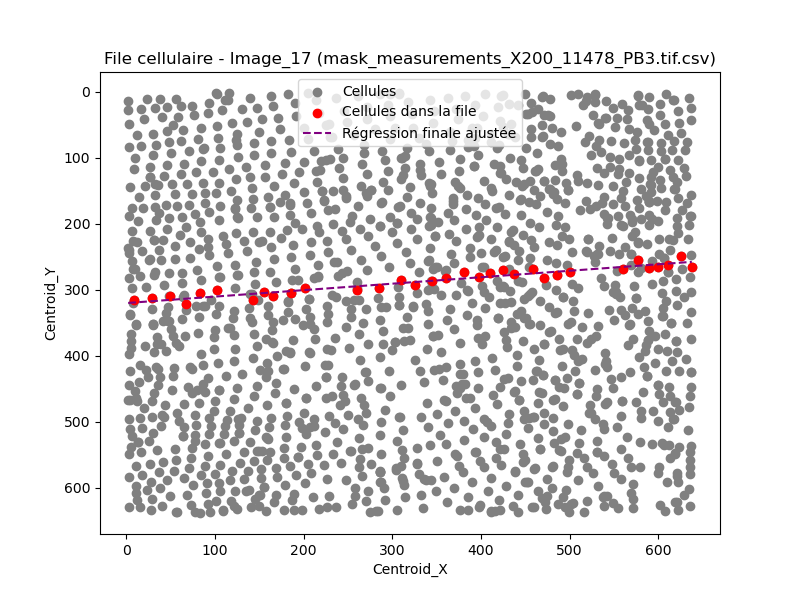 File cellulaire - Image_17 (mask_measurements_X200_11478_PB3.tif.csv)
Cellules
Cellules dans la file
Régression finale ajustée
Centroid_Y
0
100
200
300
400
500
600
0 100 200 300 400 500 600
Centroid_X